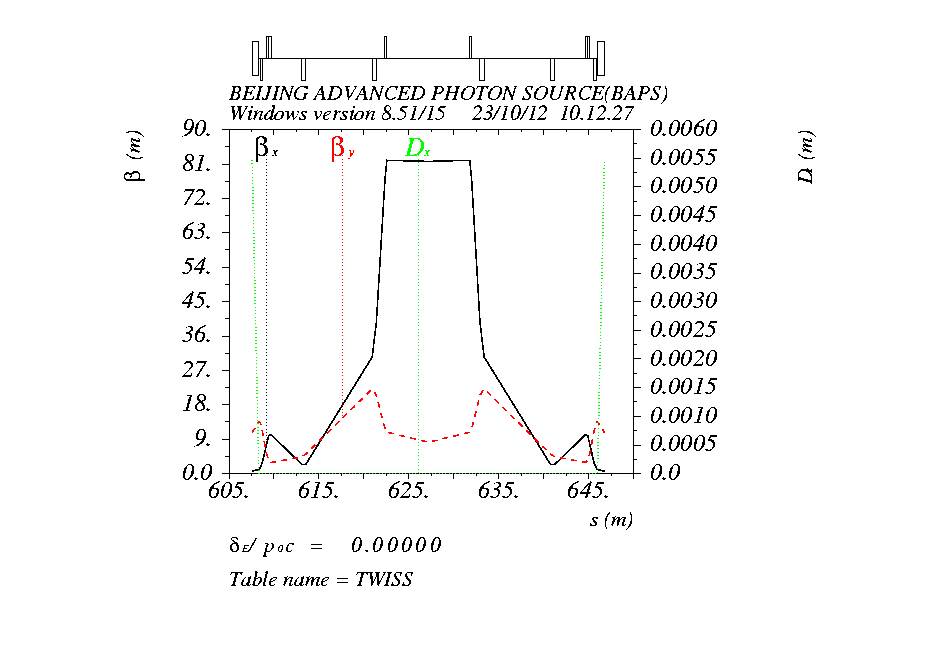 BEIJING ADVANCED PHOTON SOURCE(BAPS)
Windows version 8.51/15 23/10/12 10.12.27
β (m)
90.
81.
72.
63.
54.
45.
36.
27.
18.
9.
0.0
βx βy Dx
0.0060
0.0055
0.0050
0.0045
0.0040
0.0035
0.0030
0.0025
0.0020
0.0015
0.0010
0.0005
0.0
D (m)
605. 615. 625. 635. 645.
s (m)
δE/ p0c = 0.00000
Table name = TWISS